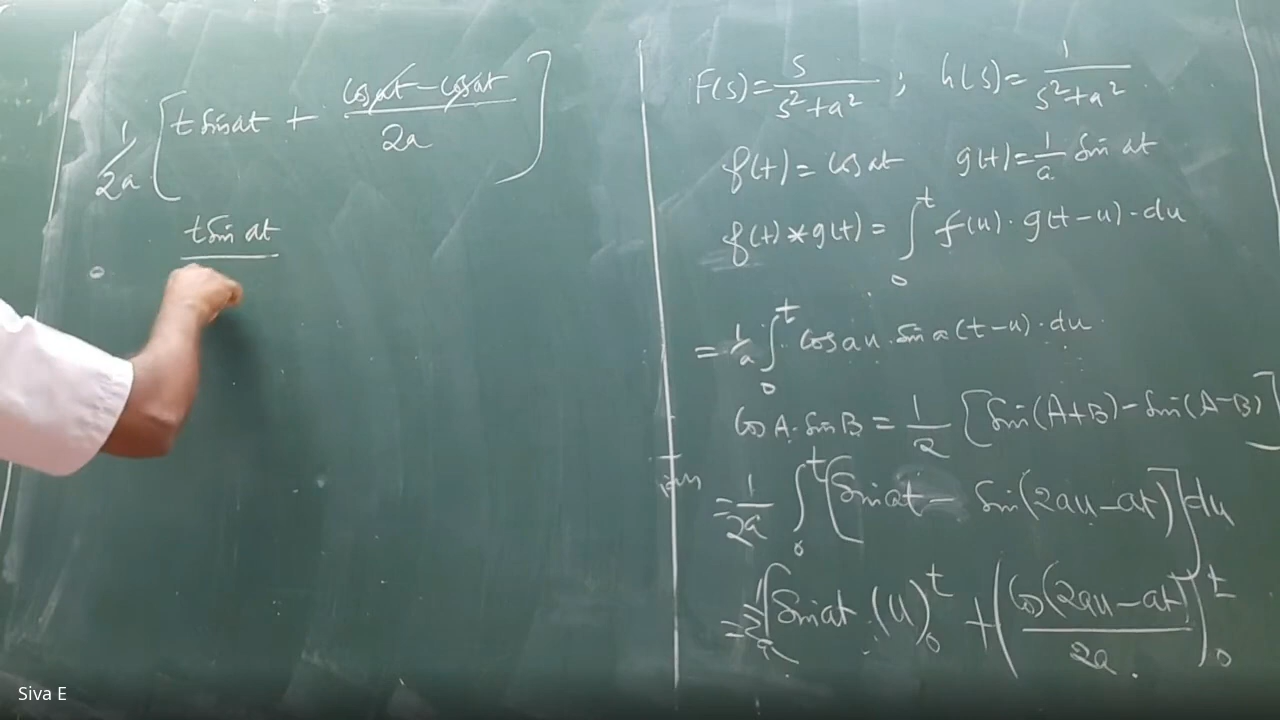 1/2a [t sin at + (cos at - cos at)/2a]
t sin at
F(s) = s/(s²+a²) ; h(s) = 1/(s²+a²)
f(t) = cos at g(t) = 1/a sin at
f(t) * g(t) = ∫₀ᵗ f(u) · g(t-u) · du
= 1/a ∫₀ᵗ cos au · sin a(t-u) · du
cos A · sin B = 1/2 [sin(A+B) - sin(A-B)]
= 1/2a ∫₀ᵗ [sin at - sin(2au-at)] du
= 1/2a [sin at · (u)₀ᵗ + (cos(2au-at)/2a)₀ᵗ
Siva E